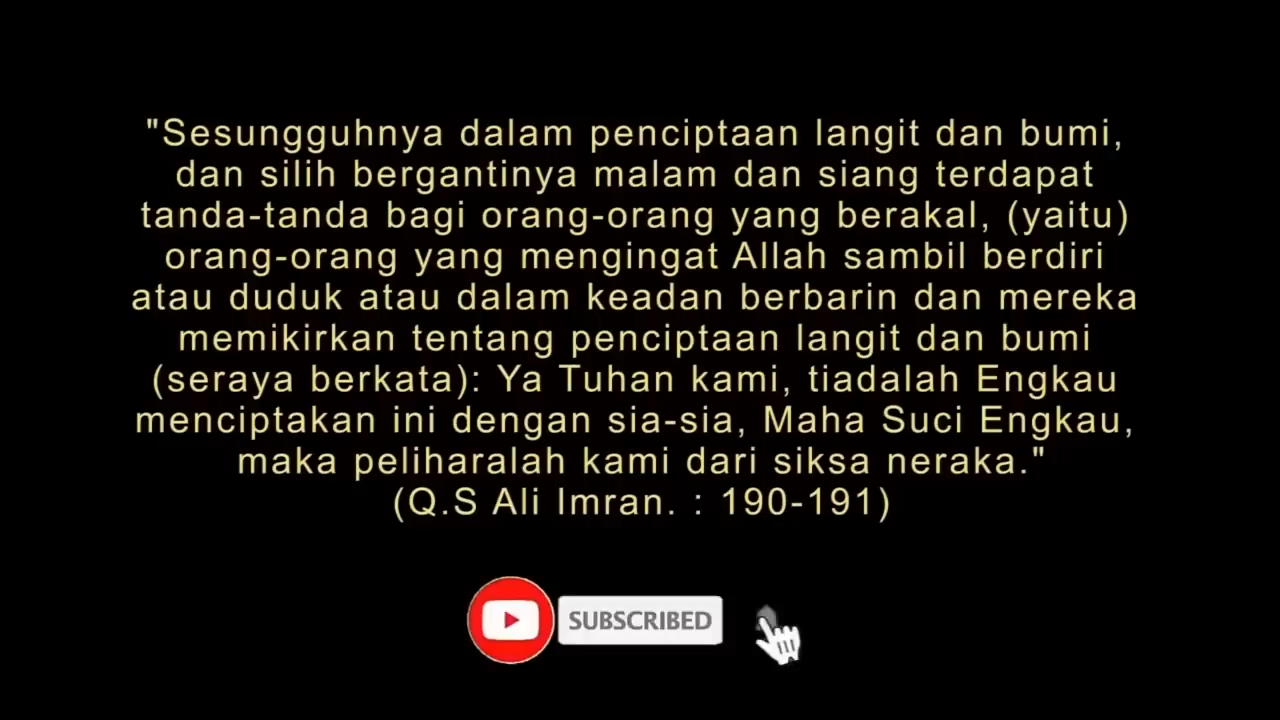 "Sesungguhnya dalam penciptaan langit dan bumi,
dan silih bergantinya malam dan siang terdapat
tanda-tanda bagi orang-orang yang berakal, (yaitu)
orang-orang yang mengingat Allah sambil berdiri
atau duduk atau dalam keadan berbarin dan mereka
memikirkan tentang penciptaan langit dan bumi
(seraya berkata): Ya Tuhan kami, tiadalah Engkau
menciptakan ini dengan sia-sia, Maha Suci Engkau,
maka peliharalah kami dari siksa neraka."
(Q.S Ali Imran. : 190-191)
SUBSCRIBED